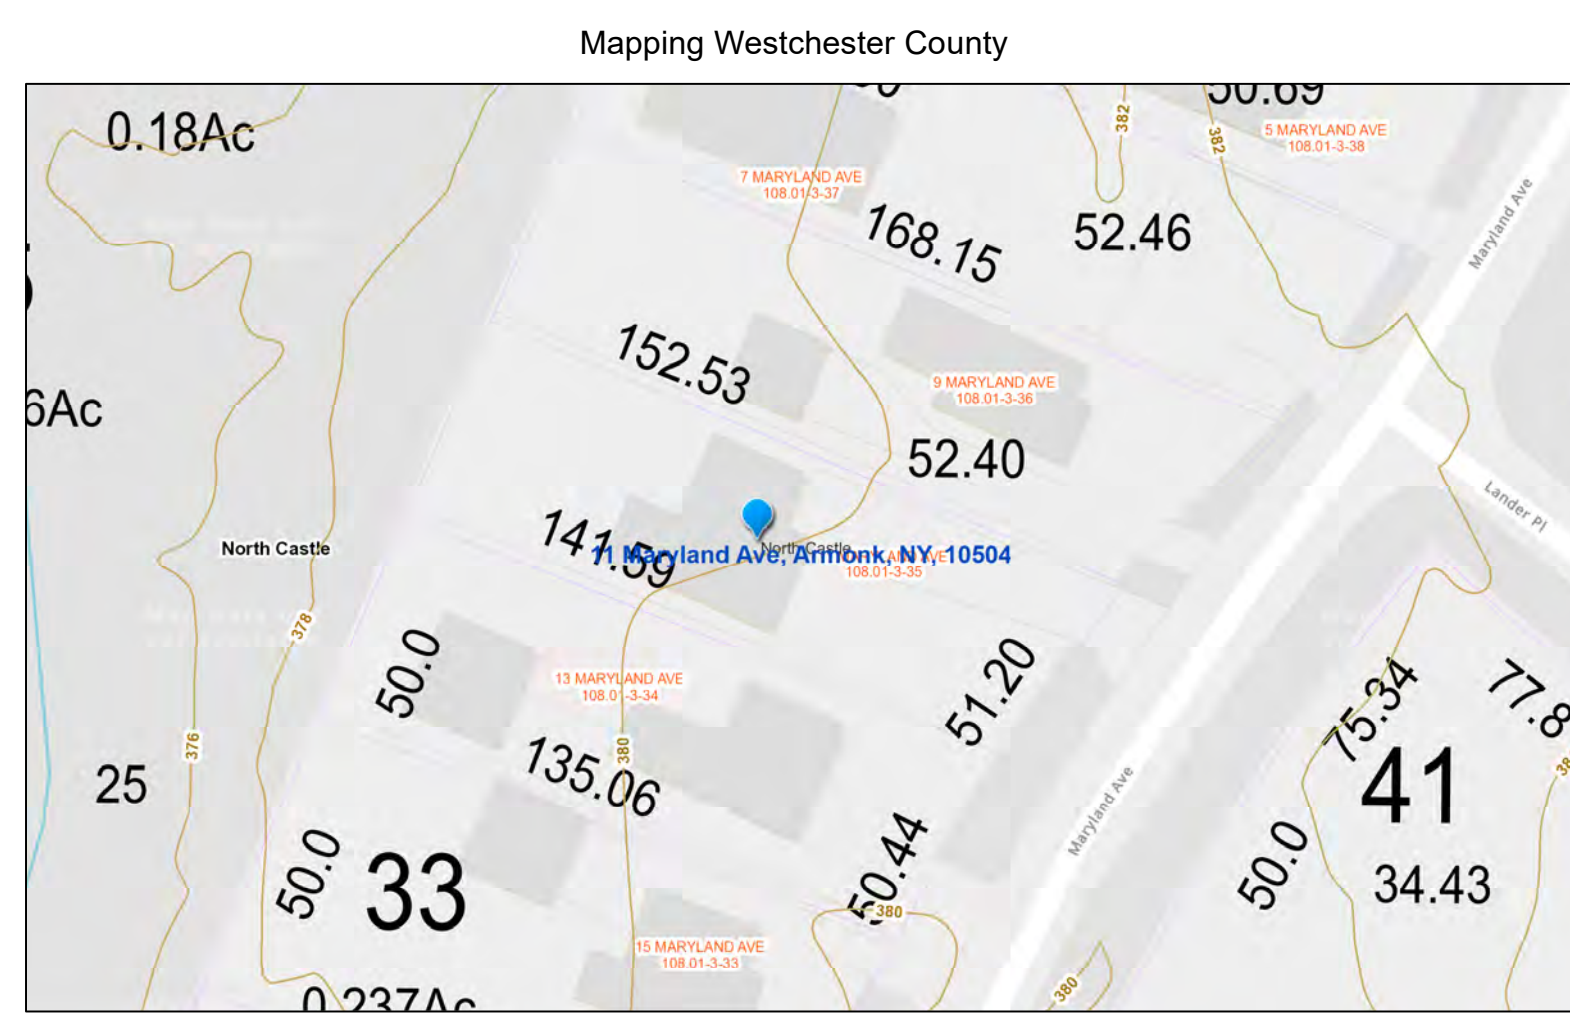 Mapping Westchester County
0.18Ac
382
382
50.69
5 MARYLAND AVE
108.01-3-38
7 MARYLAND AVE
108.01-3-37
168.15
52.46
Maryland Ave
152.53
9 MARYLAND AVE
108.01-3-36
6Ac
52.40
Lander Pl
North Castle
141.59
North Castle
11 Maryland Ave, Armonk, NY, 10504
108.01-3-35
378
50.0
13 MARYLAND AVE
108.01-3-34
51.20
75.34
77.8
376
380
135.06
25
41
Maryland Ave
50.0
33
50.44
50.0
34.43
380
15 MARYLAND AVE
108.01-3-33
380
0.237Ac